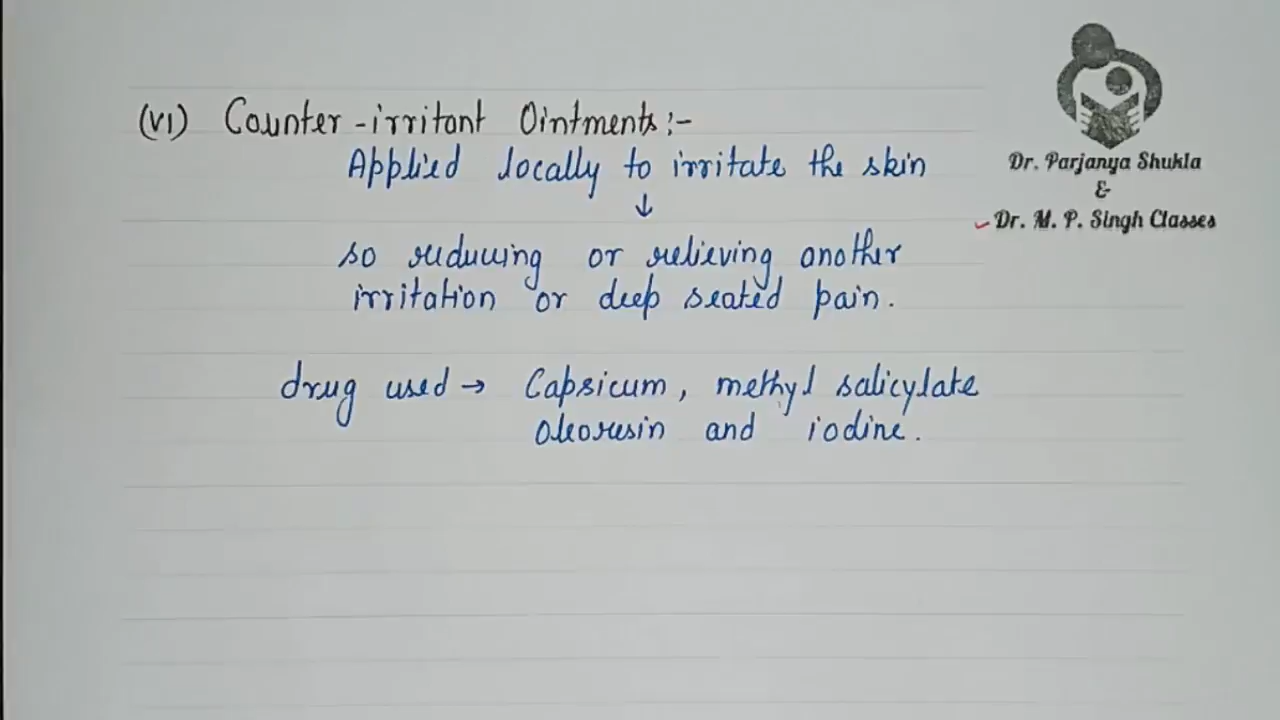 (VI) Counter-irritant Ointments:-
Applied locally to irritate the skin
↓
so reducing or relieving another
irritation or deep seated pain.
drug used → Capsicum, methyl salicylate
Oleoresin and iodine.
Dr. Parjanya Shukla
&
Dr. M. P. Singh Classes